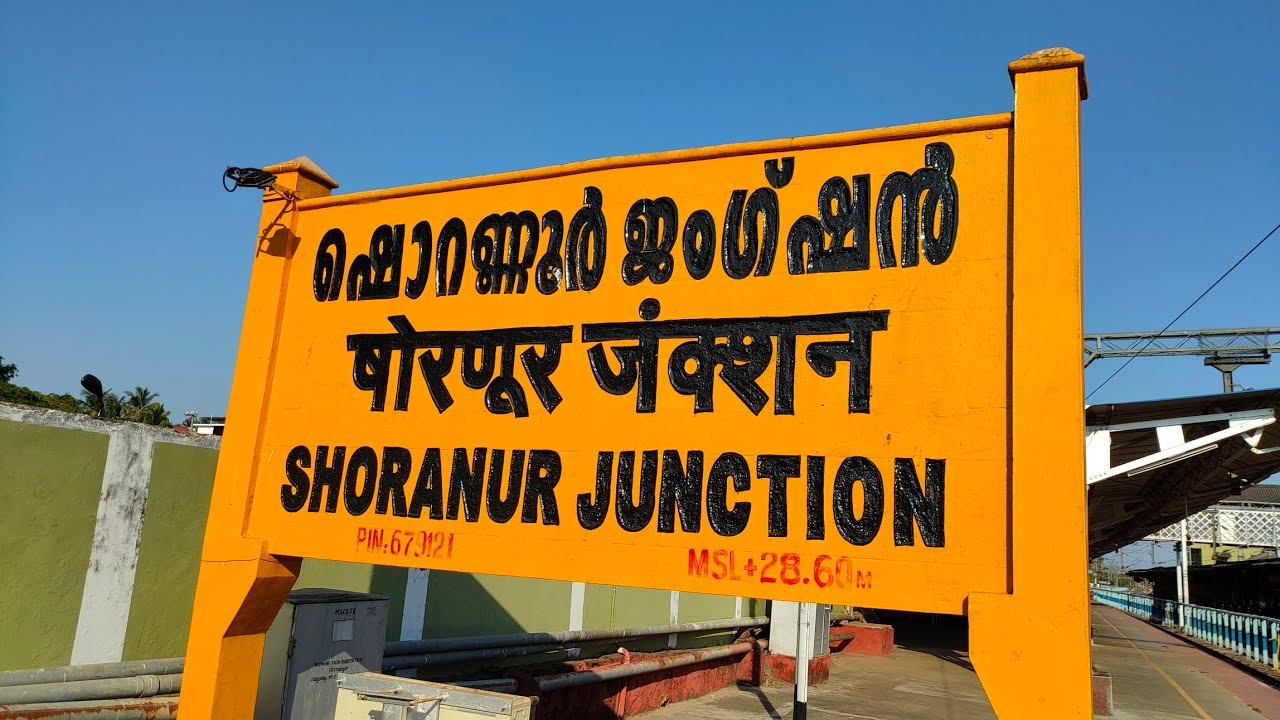 ഷൊറണ്ണൂർ ജംഗ്ഷൻ
षोरणूर जंक्शन
SHORANUR JUNCTION
PIN:679121
MSL+28.60M